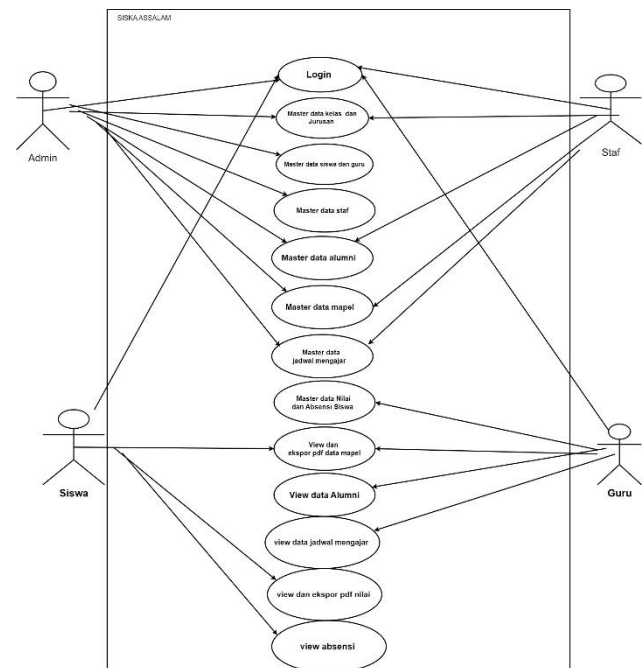 SISKA ASSALAM
Login
Master data kelas dan
Jurusan
Admin
Staf
Master data siswa dan guru
Master data staf
Master data alumni
Master data mapel
Master data
jadwal mengajar
Master data Nilai
dan Absensi Siswa
View dan
ekspor pdf data mapel
Siswa
Guru
View data Alumni
view data jadwal mengajar
view dan ekspor pdf nilai
view absensi